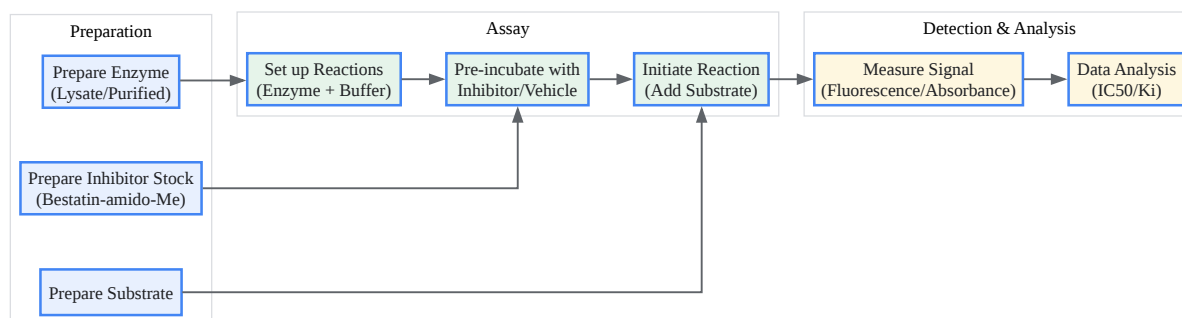 Preparation
Prepare Enzyme
(Lysate/Purified)
Prepare Inhibitor Stock
(Bestatin-amido-Me)
Prepare Substrate
Assay
Set up Reactions
(Enzyme + Buffer)
Pre-incubate with
Inhibitor/Vehicle
Initiate Reaction
(Add Substrate)
Detection & Analysis
Measure Signal
(Fluorescence/Absorbance)
Data Analysis
(IC50/Ki)